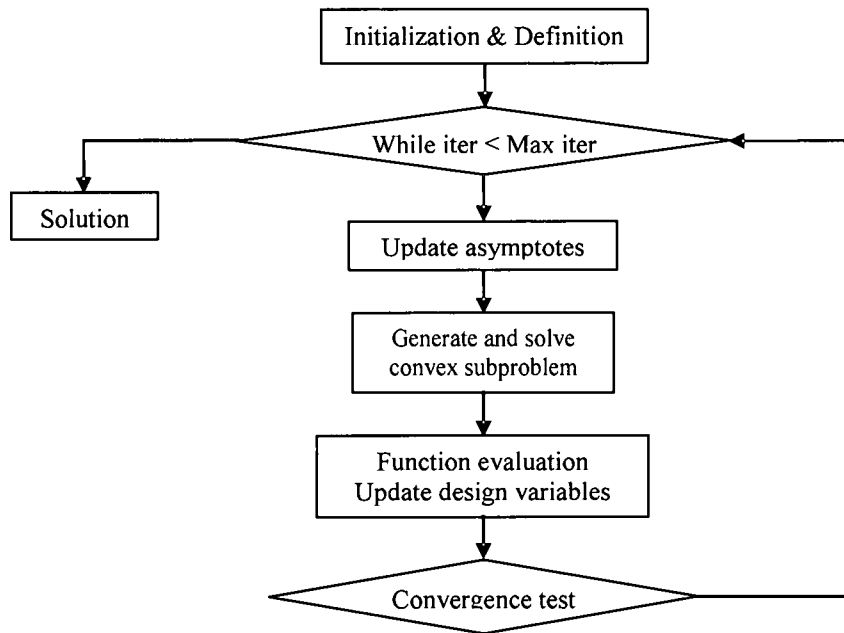 Initialization & Definition
While iter < Max iter
Solution
Update asymptotes
Generate and solve
convex subproblem
Function evaluation
Update design variables
Convergence test